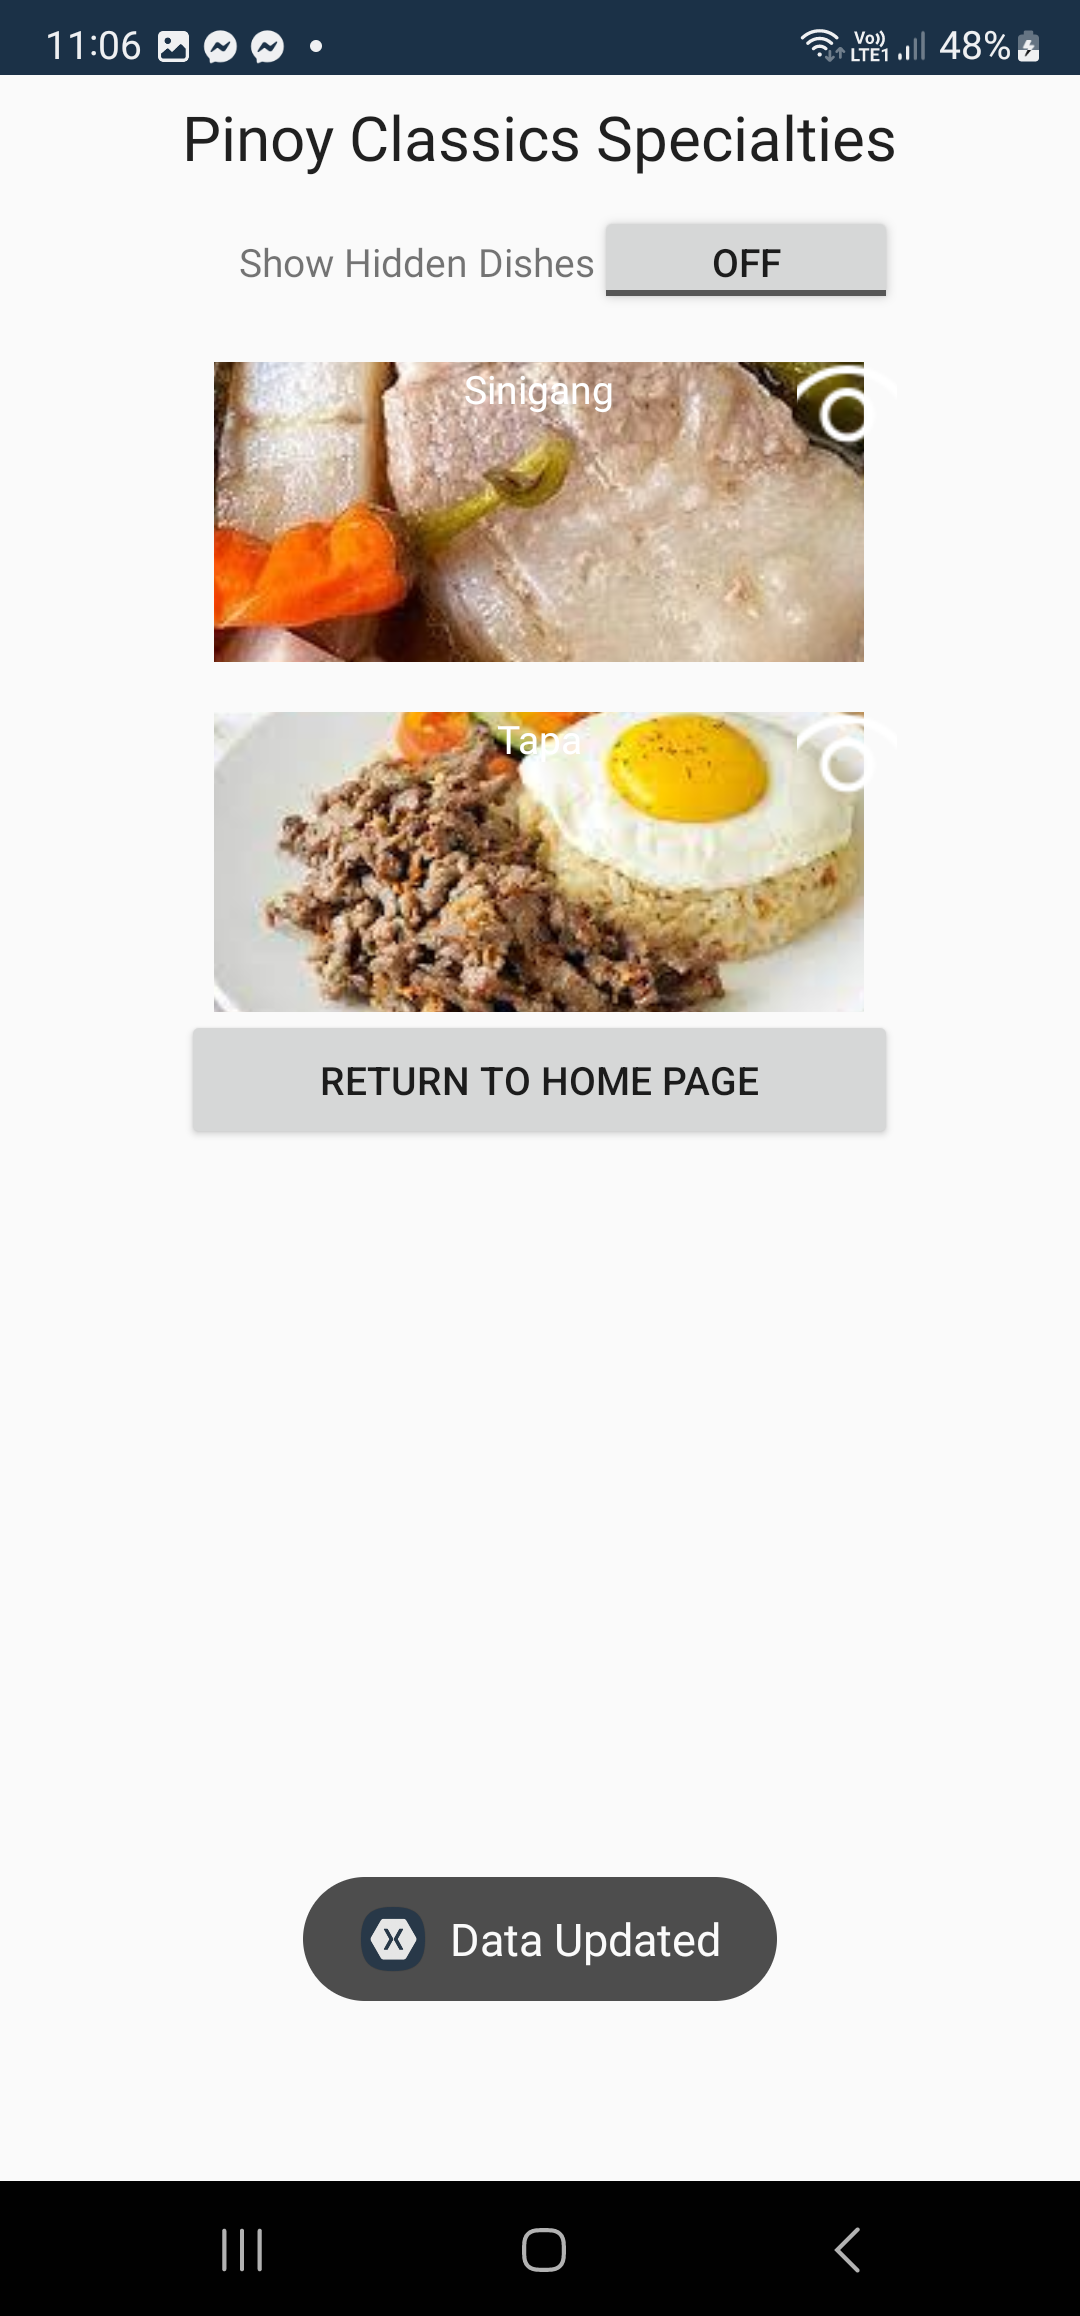 11:06 Vo)) LTE1 48%
Pinoy Classics Specialties
Show Hidden Dishes OFF
Sinigang
Tapa
RETURN TO HOME PAGE
Data Updated